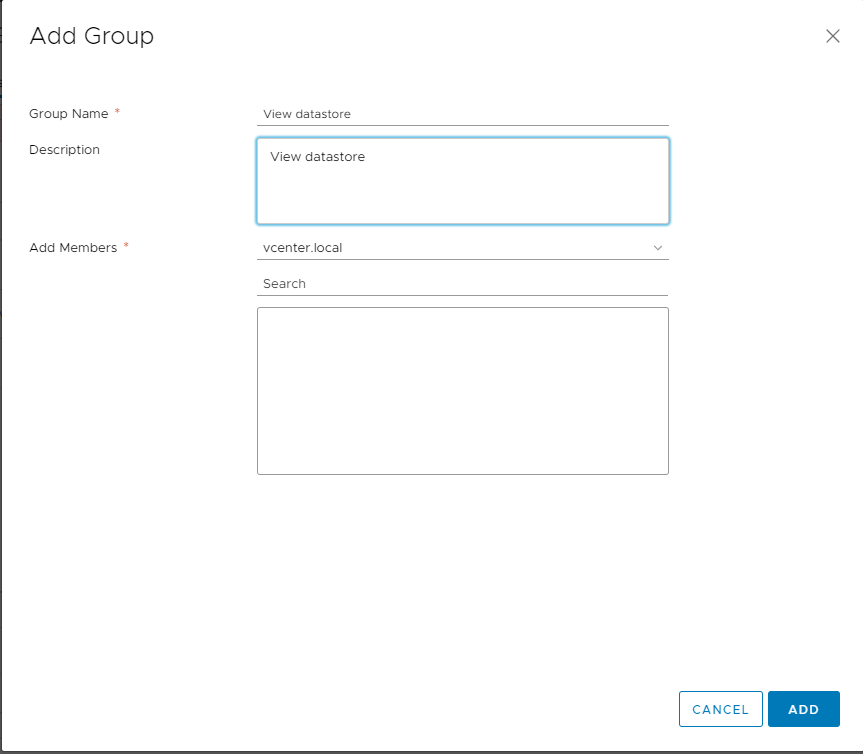 Add Group
Group Name *
View datastore
Description
View datastore
Add Members *
vcenter.local
Search
CANCEL
ADD